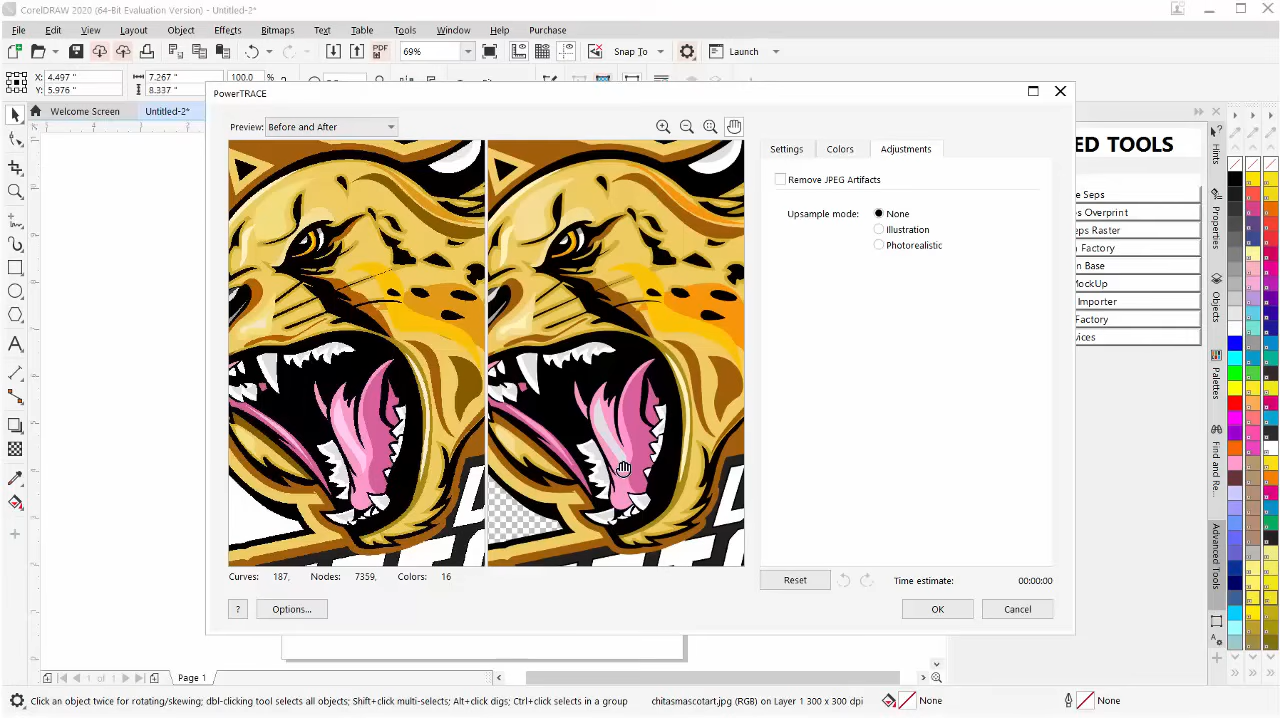 CorelDRAW 2020 (64-Bit Evaluation Version) - Untitled-2*
File Edit View Layout Object Effects Bitmaps Text Table Tools Window Help Purchase
PDF 69% Snap To Launch
X: 4.497 " 7.267 " 100.0 %
Y: 5.976 " 8.337 "
Welcome Screen Untitled-2*
PowerTRACE
Preview: Before and After
Settings Colors Adjustments
Remove JPEG Artifacts
Upsample mode: None
Illustration
Photorealistic
Curves: 187, Nodes: 7359, Colors: 16
Reset Time estimate: 00:00:00
? Options... OK Cancel
ED TOOLS
e Seps
s Overprint
eps Raster
Factory
n Base
MockUp
Importer
Factory
vices
Hints
Properties
Objects
Palettes
Find and Re...
Advanced Tools
1 of 1 Page 1
Click an object twice for rotating/skewing; dbl-clicking tool selects all objects; Shift+click multi-selects; Alt+click digs; Ctrl+click selects in a group chitasmascotart.jpg (RGB) on Layer 1 300 x 300 dpi None None